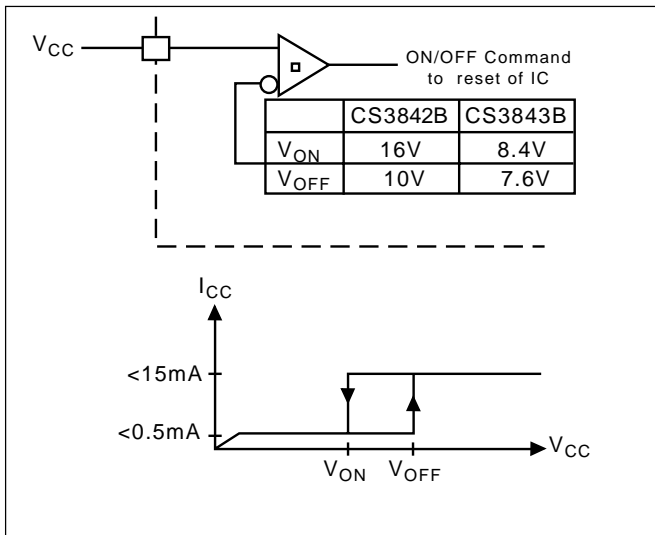 VCC
ON/OFF Command
to reset of IC
CS3842B CS3843B
VON 16V 8.4V
VOFF 10V 7.6V
ICC
<15mA
<0.5mA
VCC
VON VOFF